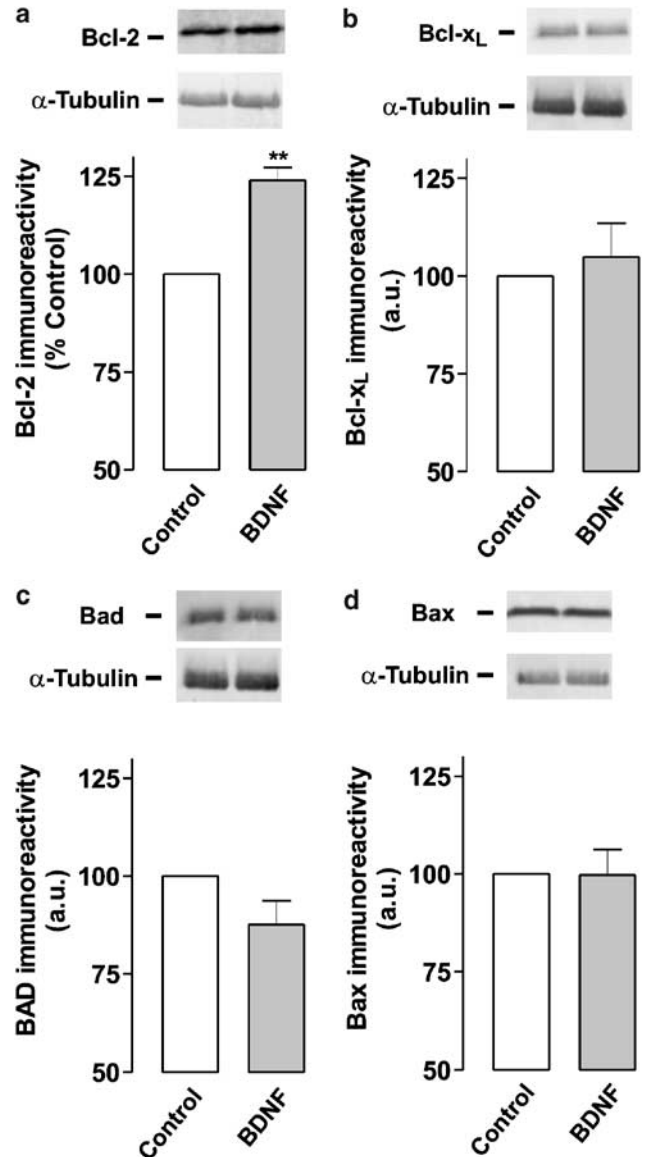 a
Bcl-2
α-Tubulin
**
125
100
75
50
Bcl-2 immunoreactivity
(% Control)
Control
BDNF
b
Bcl-xL
α-Tubulin
125
100
75
50
Bcl-xL immunoreactivity
(a.u.)
Control
BDNF
c
Bad
α-Tubulin
125
100
75
50
BAD immunoreactivity
(a.u.)
Control
BDNF
d
Bax
α-Tubulin
125
100
75
50
Bax immunoreactivity
(a.u.)
Control
BDNF